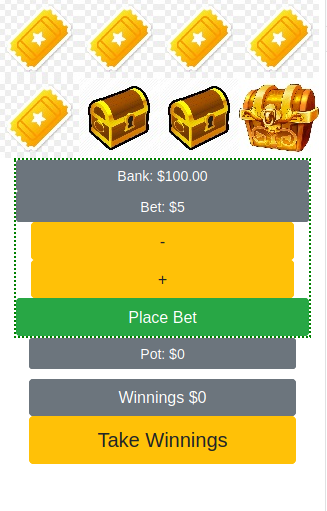 Bank: $100.00
Bet: $5
-
+
Place Bet
Pot: $0
Winnings $0
Take Winnings